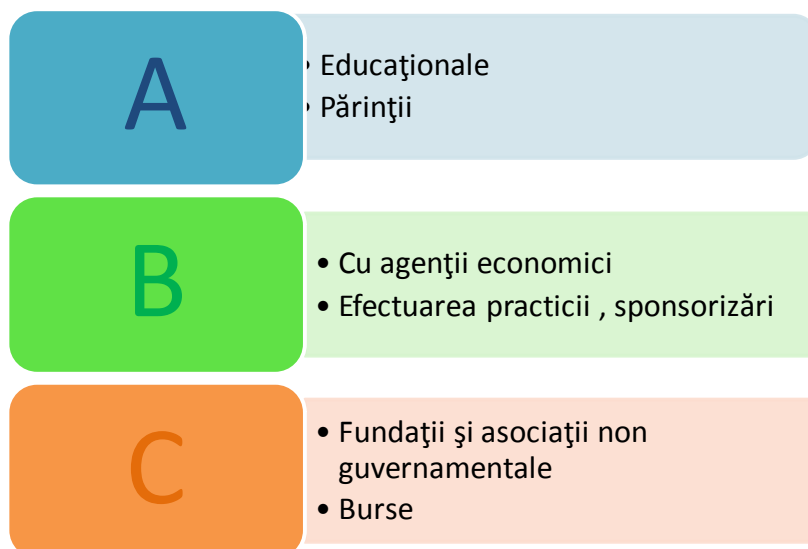 A
• Educaţionale
• Părinţii
B
• Cu agenţii economici
• Efectuarea practicii , sponsorizări
C
• Fundaţii şi asociaţii non
guvernamentale
• Burse